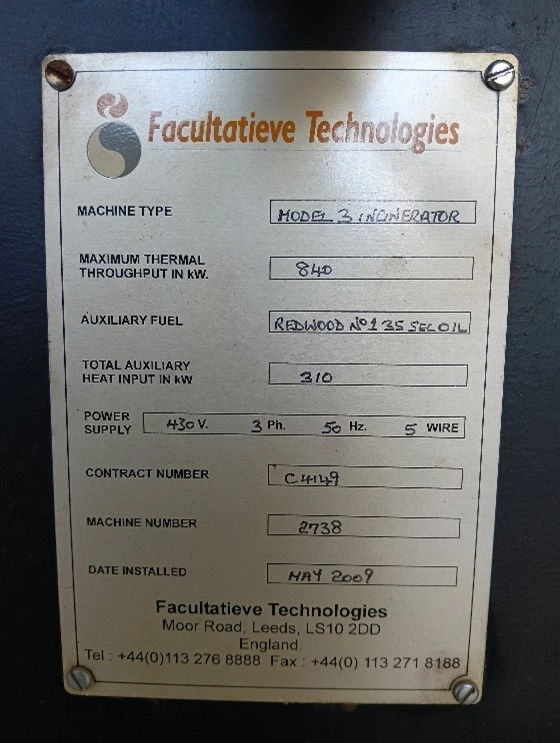 Facultatieve Technologies
MACHINE TYPE MODEL 3 INCINERATOR
MAXIMUM THERMAL
THROUGHPUT IN kW. 840
AUXILIARY FUEL REDWOOD Nº1 35 SEC OIL
TOTAL AUXILIARY
HEAT INPUT IN kW 310
POWER
SUPPLY 430 V. 3 Ph. 50 Hz. 5 WIRE
CONTRACT NUMBER C4149
MACHINE NUMBER 2738
DATE INSTALLED MAY 2009
Facultatieve Technologies
Moor Road, Leeds, LS10 2DD
England.
Tel : +44(0)113 276 8888 Fax : +44(0) 113 271 8188